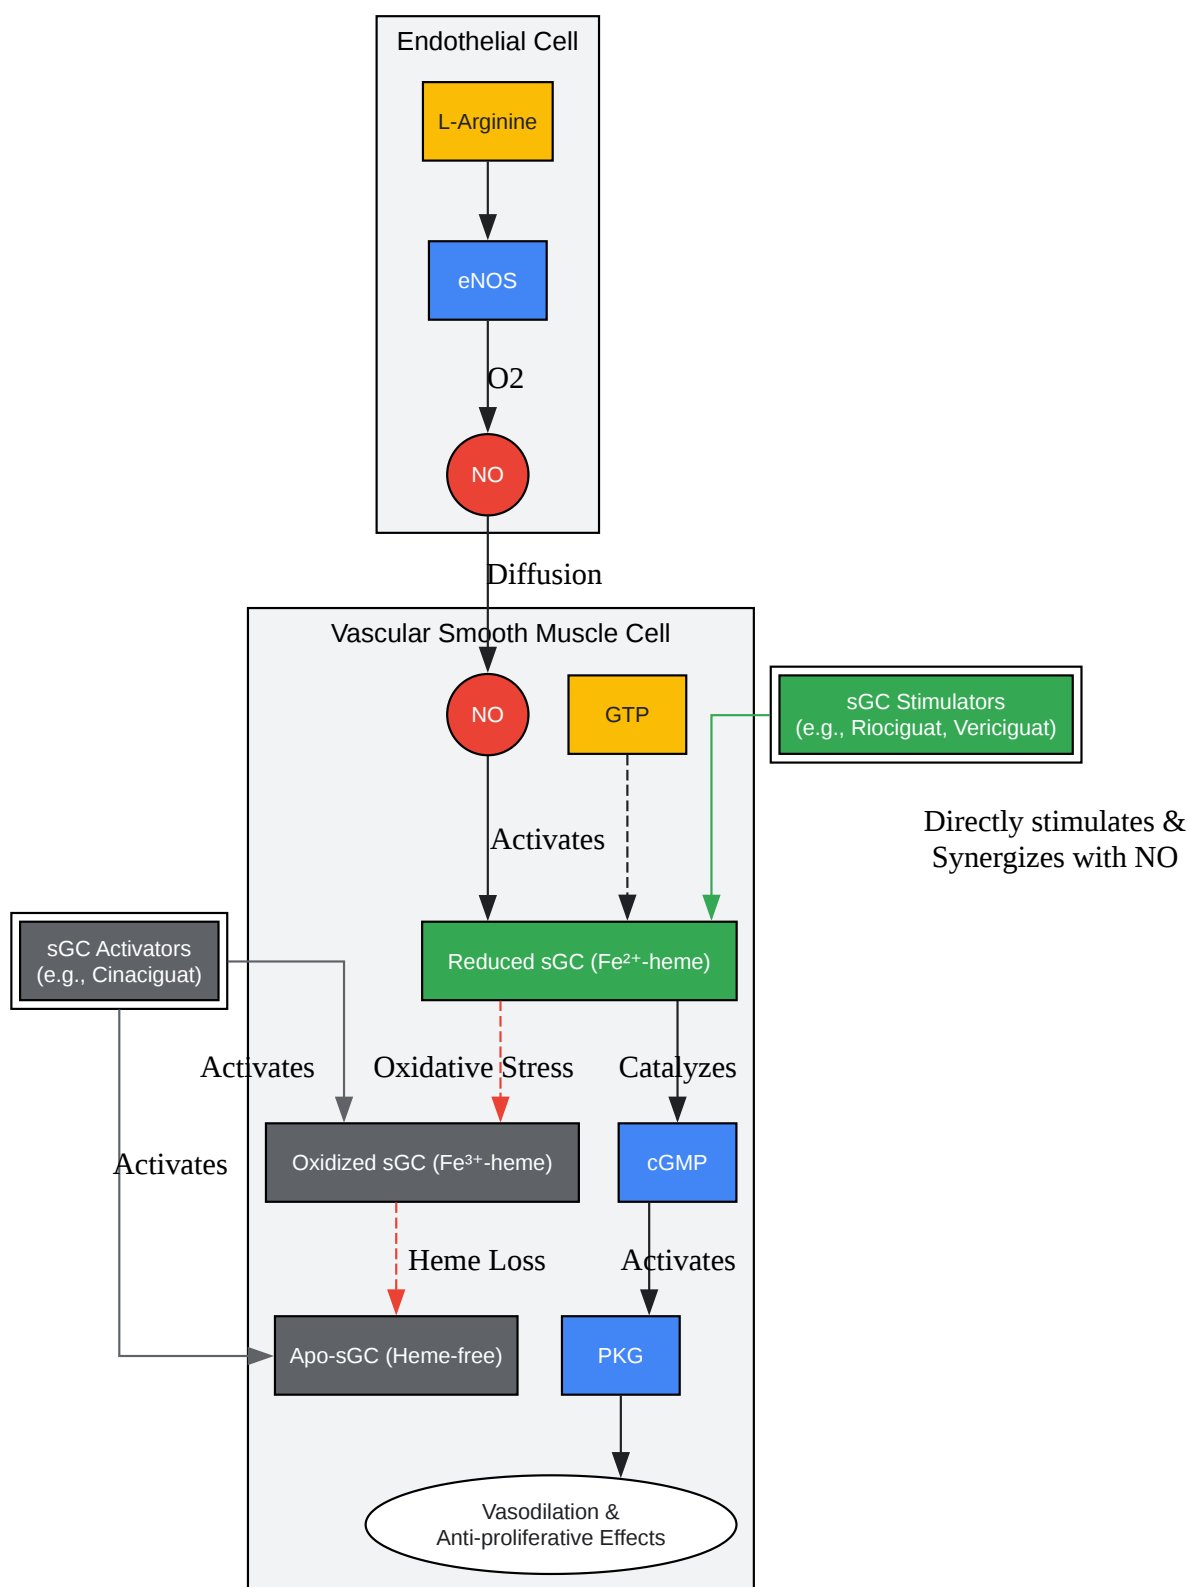 Endothelial Cell
L-Arginine
eNOS
O2
NO
Diffusion
Vascular Smooth Muscle Cell
NO
GTP
sGC Stimulators
(e.g., Riociguat, Vericiguat)
Directly stimulates &
Synergizes with NO
Activates
sGC Activators
(e.g., Cinaciguat)
Reduced sGC (Fe²⁺-heme)
Activates
Oxidative Stress
Catalyzes
Activates
Oxidized sGC (Fe³⁺-heme)
cGMP
Heme Loss
Activates
Apo-sGC (Heme-free)
PKG
Vasodilation &
Anti-proliferative Effects